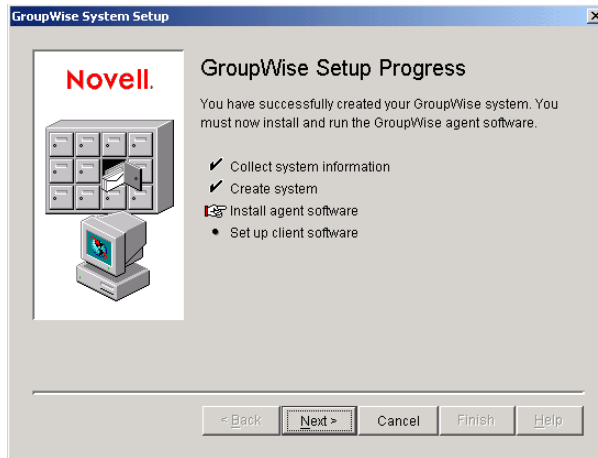 GroupWise System Setup
Novell.
GroupWise Setup Progress
You have successfully created your GroupWise system. You
must now install and run the GroupWise agent software.
Collect system information
Create system
Install agent software
Set up client software
< Back
Next >
Cancel
Finish
Help